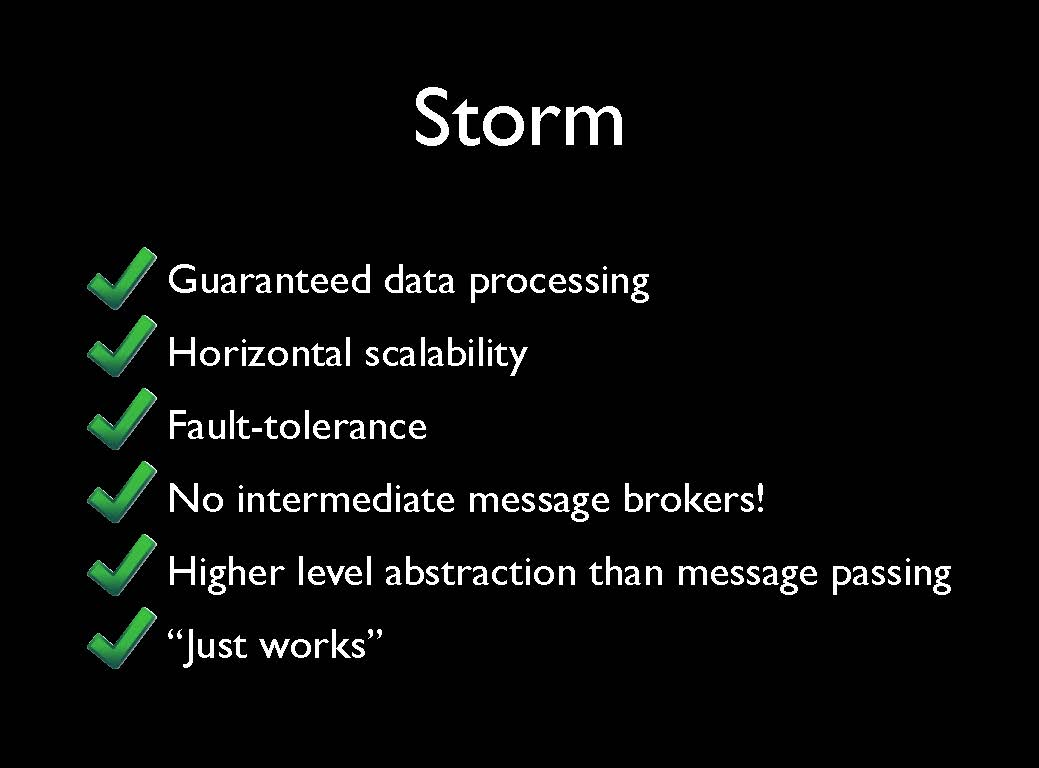 Storm
Guaranteed data processing
Horizontal scalability
Fault-tolerance
No intermediate message brokers!
Higher level abstraction than message passing
“Just works”